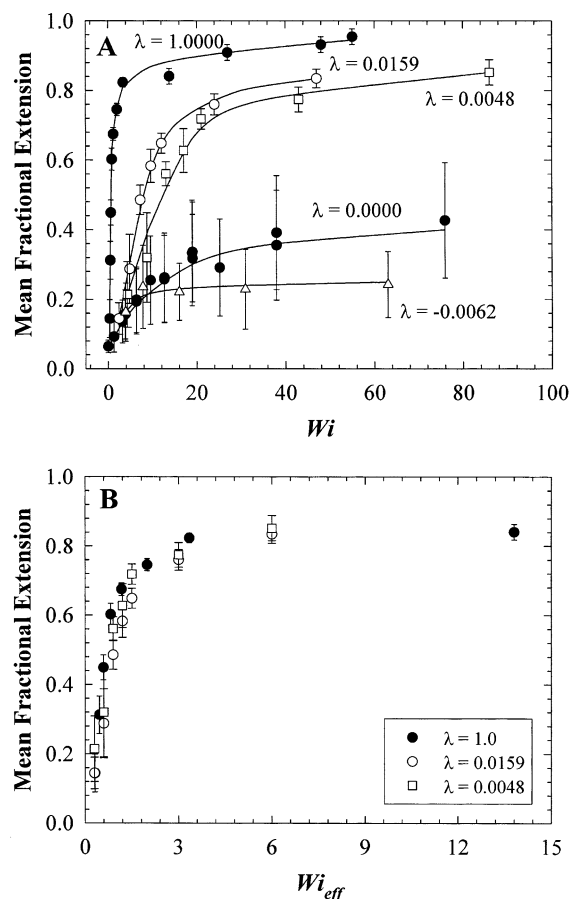 A
λ = 1.0000
λ = 0.0159
λ = 0.0048
λ = 0.0000
λ = -0.0062
Mean Fractional Extension
1.0
0.8
0.6
0.4
0.2
0.0
0 20 40 60 80 100
Wi
B
Mean Fractional Extension
1.0
0.8
0.6
0.4
0.2
0.0
λ = 1.0
λ = 0.0159
λ = 0.0048
0 3 6 9 12 15
Wi_eff